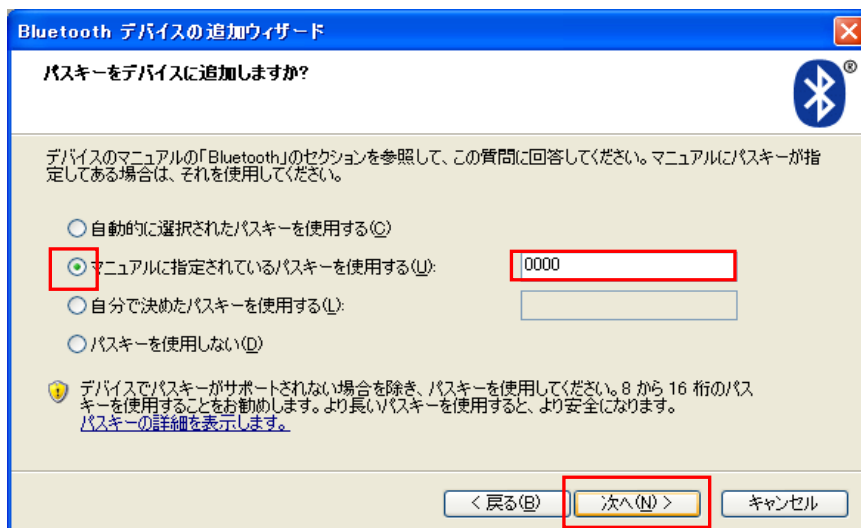 Bluetooth デバイスの追加ウィザード
パスキーをデバイスに追加しますか?
®
デバイスのマニュアルの「Bluetooth」のセクションを参照して、この質問に回答してください。マニュアルにパスキーが指
定してある場合は、それを使用してください。
自動的に選択されたパスキーを使用する(C)
マニュアルに指定されているパスキーを使用する(U): 0000
自分で決めたパスキーを使用する(L):
パスキーを使用しない(D)
デバイスでパスキーがサポートされない場合を除き、パスキーを使用してください。8 から 16 桁のパス
キーを使用することをお勧めします。より長いパスキーを使用すると、より安全になります。
パスキーの詳細を表示します。
< 戻る(B) 次へ(N) > キャンセル